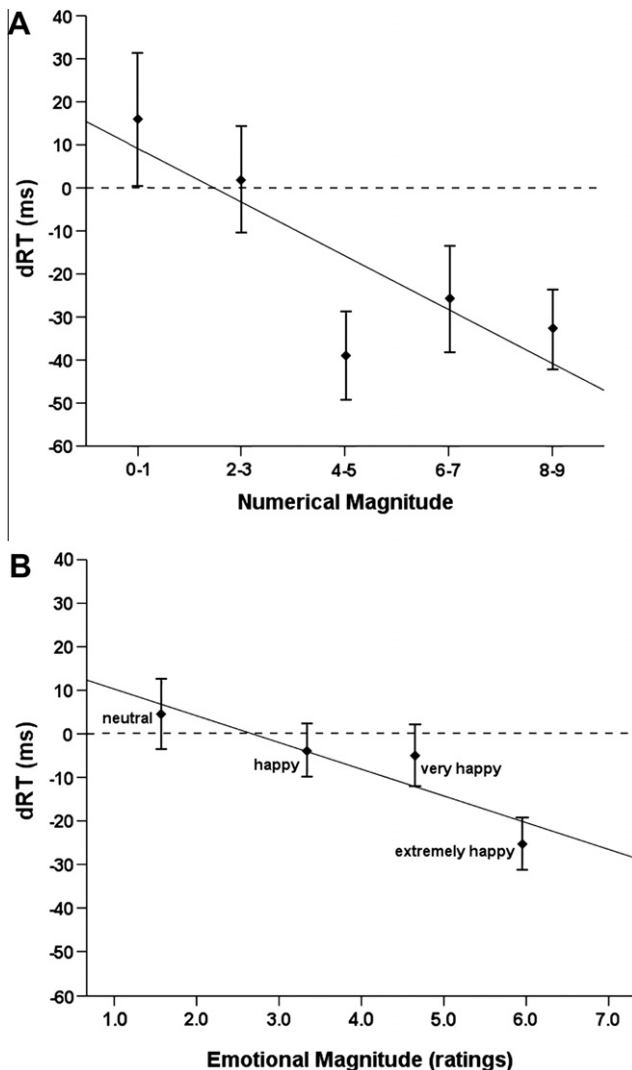 A
40
30
20
10
0
-10
-20
-30
-40
-50
-60
dRT (ms)
0-1 2-3 4-5 6-7 8-9
Numerical Magnitude
B
40
30
20
10
0
-10
-20
-30
-40
-50
-60
dRT (ms)
neutral
happy
very happy
extremely happy
1.0 2.0 3.0 4.0 5.0 6.0 7.0
Emotional Magnitude (ratings)